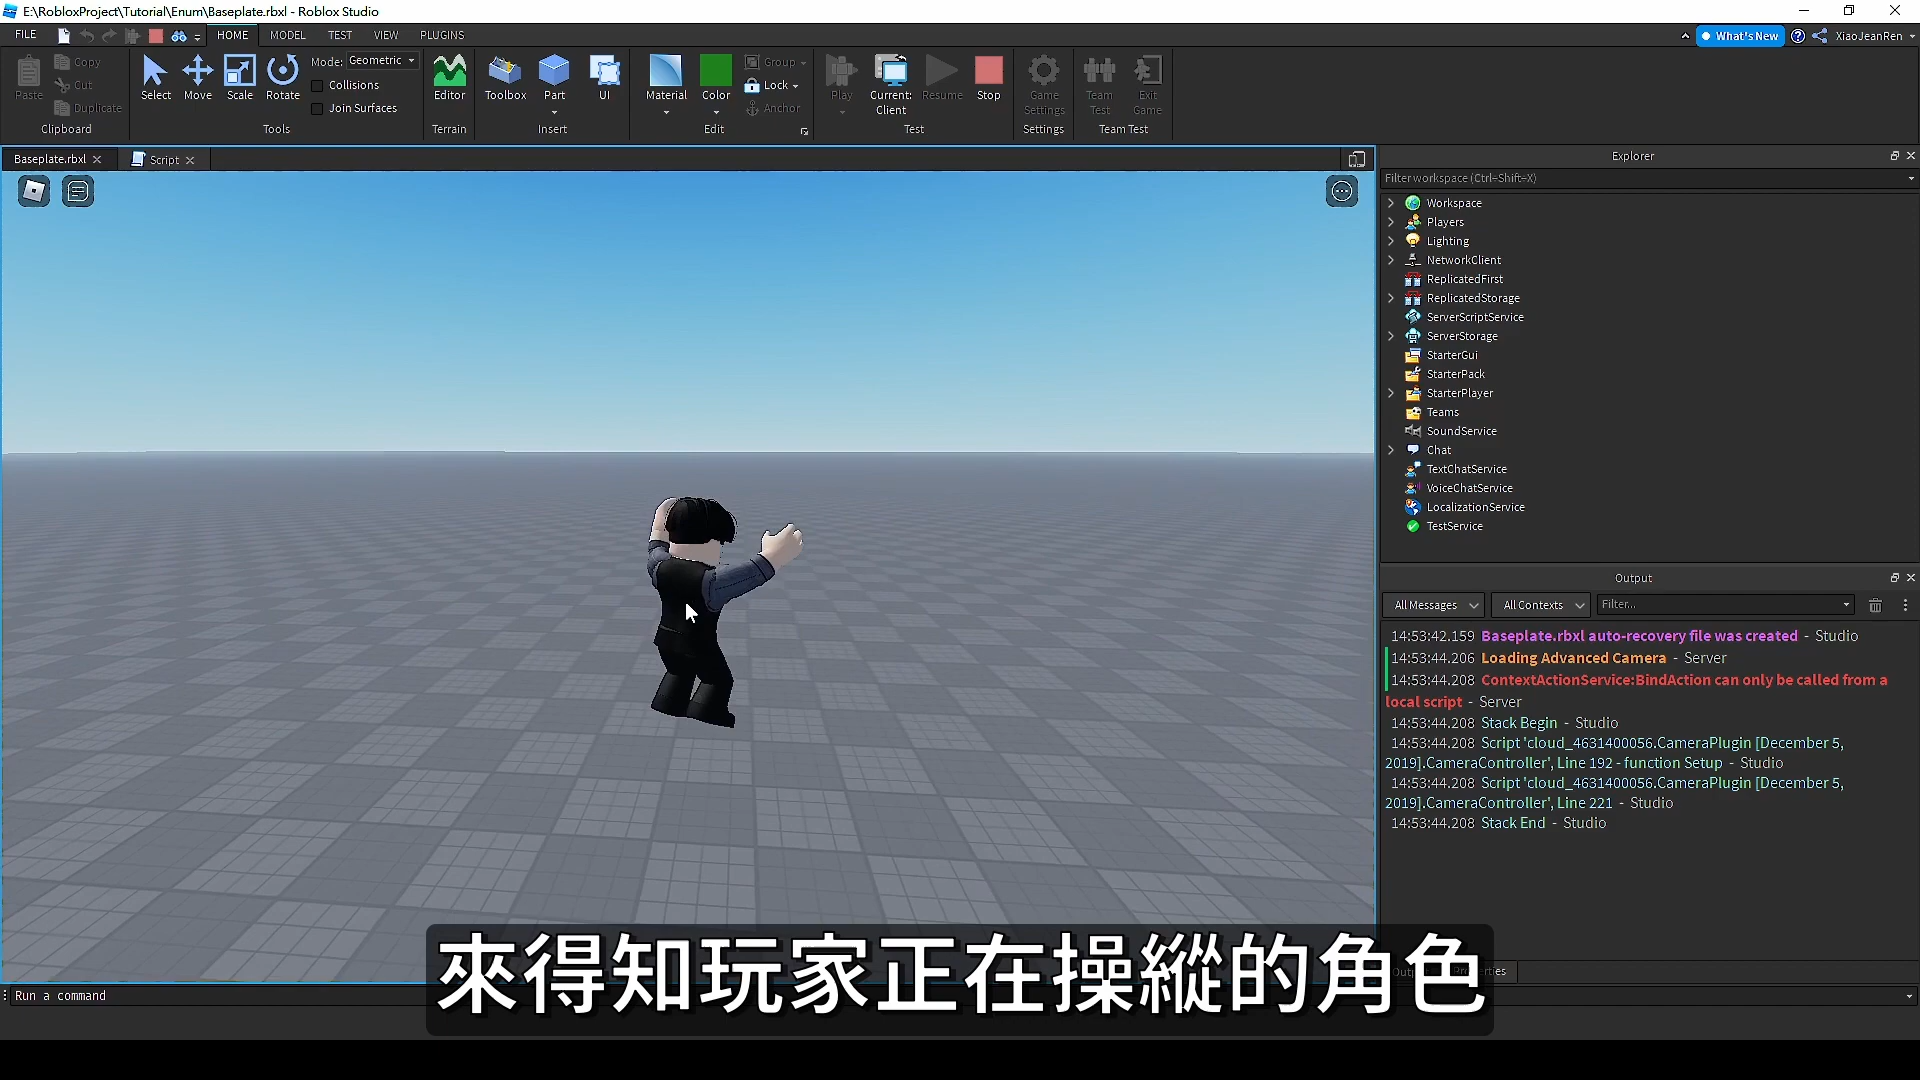 E:\RobloxProject\Tutorial\Enum\Baseplate.rbxl - Roblox Studio
FILE HOME MODEL TEST VIEW PLUGINS What's New XiaoJeanRen
Paste Copy Cut Duplicate
Clipboard
Select Move Scale Rotate
Mode: Geometric
Collisions
Join Surfaces
Tools
Editor
Terrain
Toolbox Part UI
Insert
Material Color Group Lock Anchor
Edit
Play Current: Client Resume Stop
Test
Game Settings
Settings
Team Test Exit Game
Team Test
Baseplate.rbxl Script
Explorer
Filter workspace (Ctrl+Shift+X)
Workspace
Players
Lighting
NetworkClient
ReplicatedFirst
ReplicatedStorage
ServerScriptService
ServerStorage
StarterGui
StarterPack
StarterPlayer
Teams
SoundService
Chat
TextChatService
VoiceChatService
LocalizationService
TestService
Output
All Messages All Contexts Filter...
14:53:42.159 Baseplate.rbxl auto-recovery file was created - Studio
14:53:44.206 Loading Advanced Camera - Server
14:53:44.208 ContextActionService:BindAction can only be called from a
local script - Server
14:53:44.208 Stack Begin - Studio
14:53:44.208 Script 'cloud_4631400056.CameraPlugin [December 5,
2019].CameraController', Line 192 - function Setup - Studio
14:53:44.208 Script 'cloud_4631400056.CameraPlugin [December 5,
2019].CameraController', Line 221 - Studio
14:53:44.208 Stack End - Studio
來得知玩家正在操縱的角色
Run a command